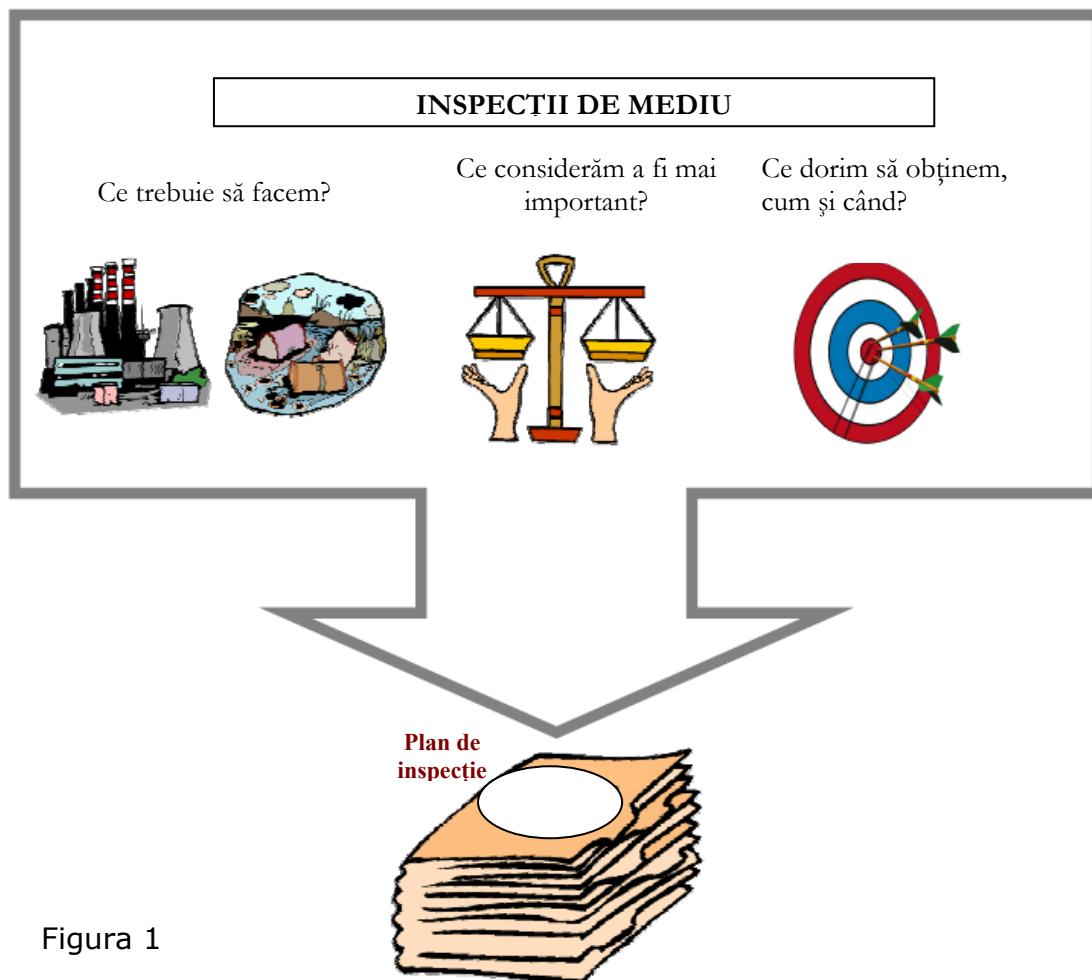 INSPECȚII DE MEDIU
Ce trebuie să facem?
Ce considerăm a fi mai
important?
Ce dorim să obținem,
cum şi când?
Plan de
inspecție
Figura 1